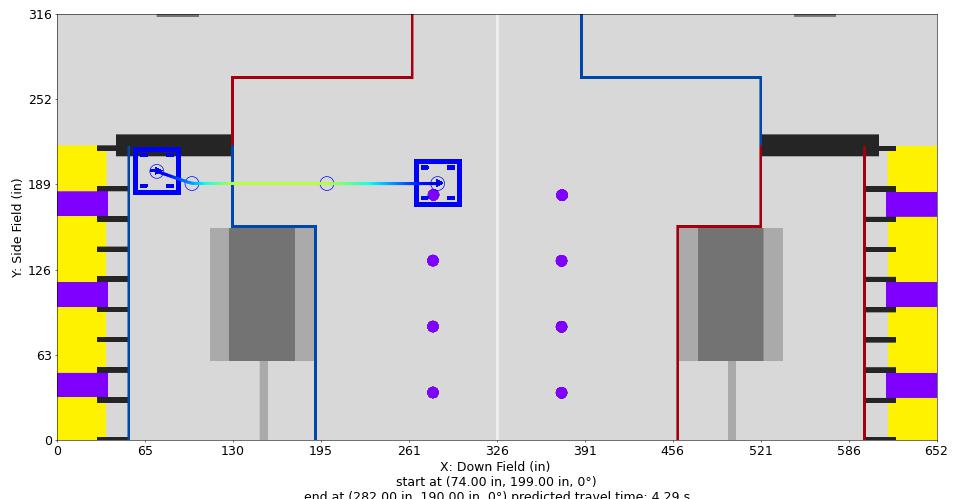 316
252
189
126
63
0
Y: Side Field (in)
0 65 130 195 261 326 391 456 521 586 652
X: Down Field (in)
start at (74.00 in, 199.00 in, 0°)
end at (282.00 in, 190.00 in, 0°) predicted travel time: 4.29 s